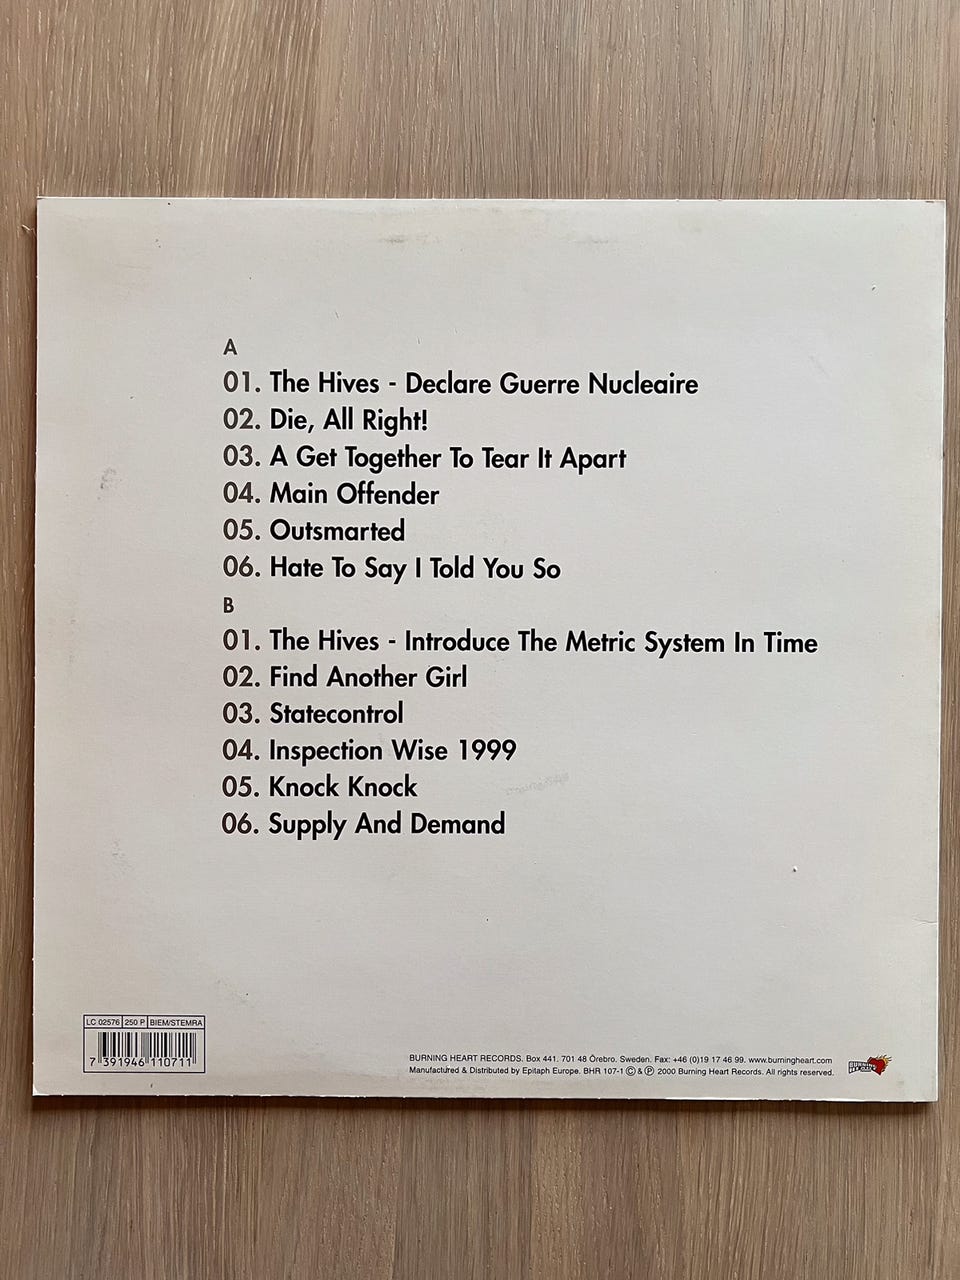 A
01. The Hives - Declare Guerre Nucleaire
02. Die, All Right!
03. A Get Together To Tear It Apart
04. Main Offender
05. Outsmarted
06. Hate To Say I Told You So
B
01. The Hives - Introduce The Metric System In Time
02. Find Another Girl
03. Statecontrol
04. Inspection Wise 1999
05. Knock Knock
06. Supply And Demand
LC 02576 250 P BIEM/STEMRA
7 391946 110711
BURNING HEART RECORDS. Box 441. 701 48 Örebro. Sweden. Fax: +46 (0)19 17 46 99. www.burningheart.com
Manufactured & Distributed by Epitaph Europe. BHR 107-1 © & ℗ 2000 Burning Heart Records. All rights reserved.